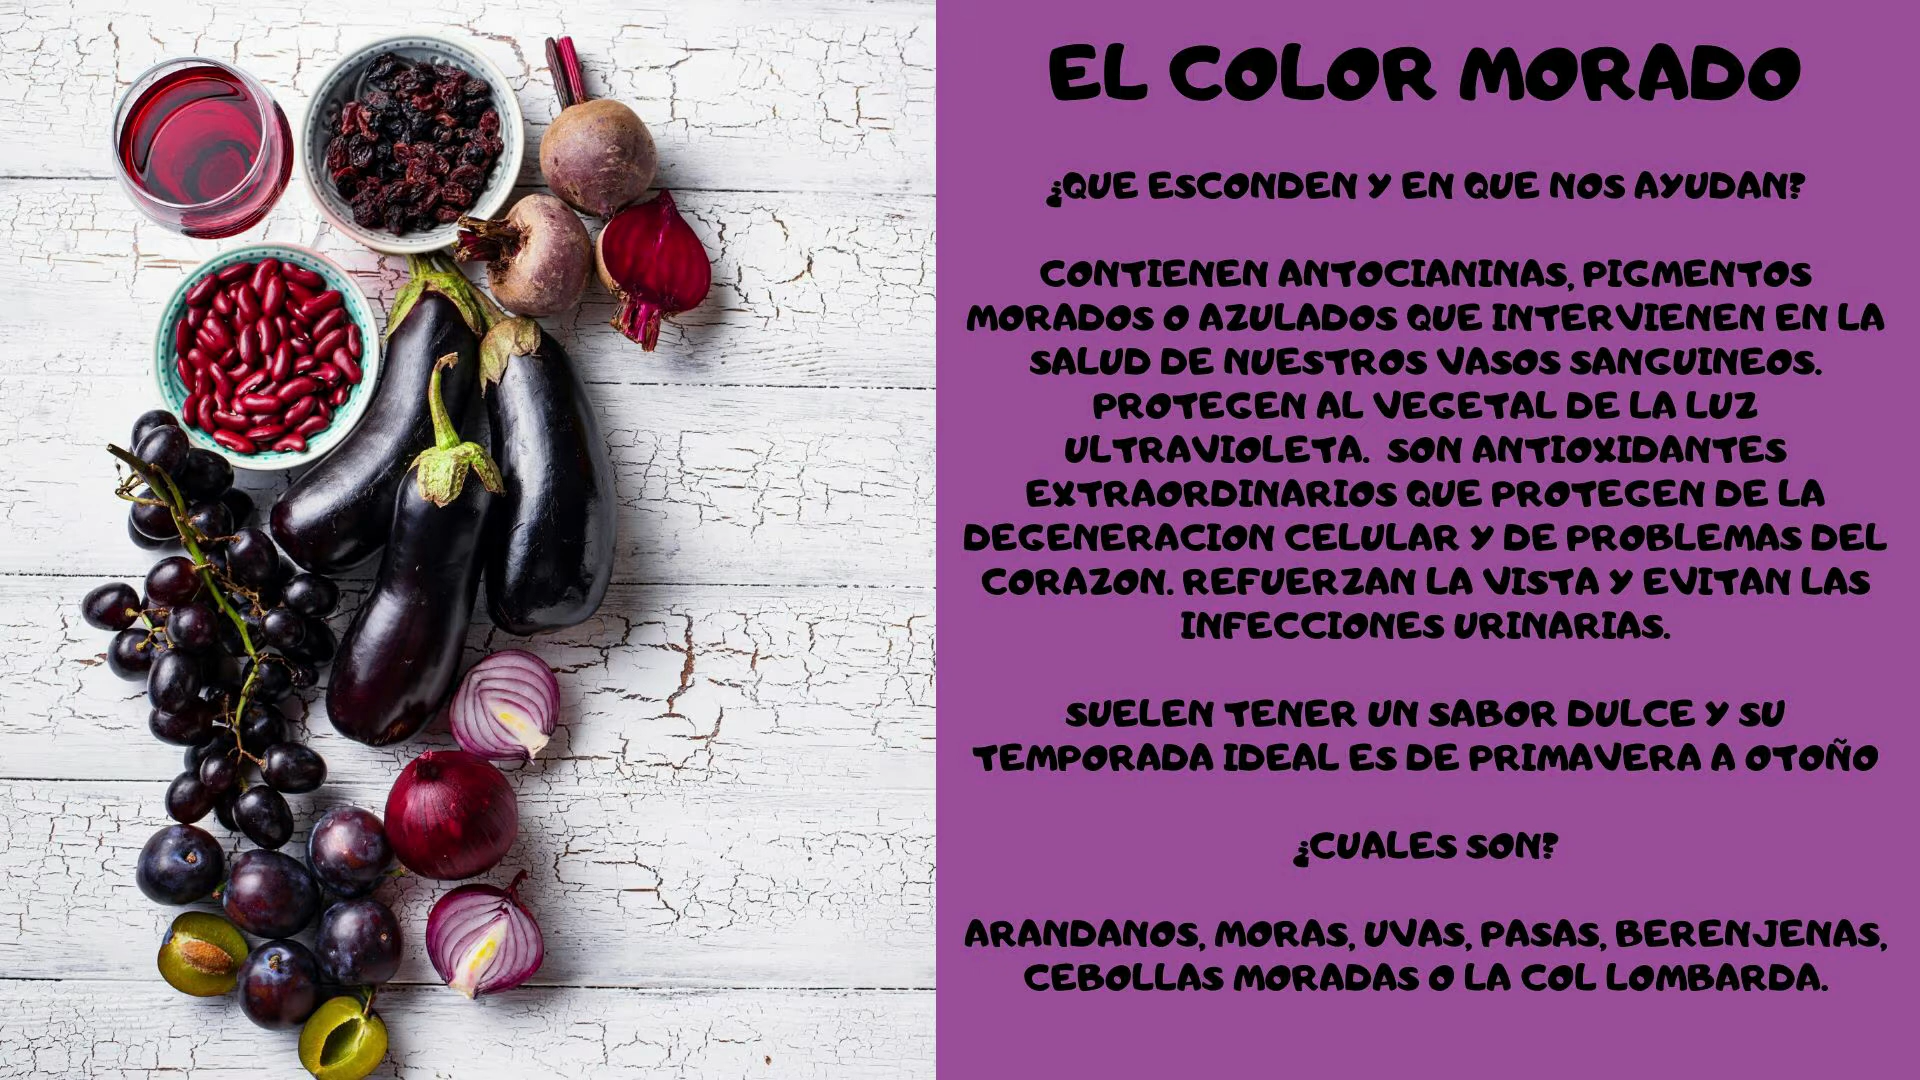 EL COLOR MORADO
¿QUE ESCONDEN Y EN QUE NOS AYUDAN?
CONTIENEN ANTOCIANINAS, PIGMENTOS
MORADOS O AZULADOS QUE INTERVIENEN EN LA
SALUD DE NUESTROS VASOS SANGUINEOS.
PROTEGEN AL VEGETAL DE LA LUZ
ULTRAVIOLETA. SON ANTIOXIDANTES
EXTRAORDINARIOS QUE PROTEGEN DE LA
DEGENERACION CELULAR Y DE PROBLEMAS DEL
CORAZON. REFUERZAN LA VISTA Y EVITAN LAS
INFECCIONES URINARIAS.
SUELEN TENER UN SABOR DULCE Y SU
TEMPORADA IDEAL ES DE PRIMAVERA A OTOÑO
¿CUALES SON?
ARANDANOS, MORAS, UVAS, PASAS, BERENJENAS,
CEBOLLAS MORADAS O LA COL LOMBARDA.